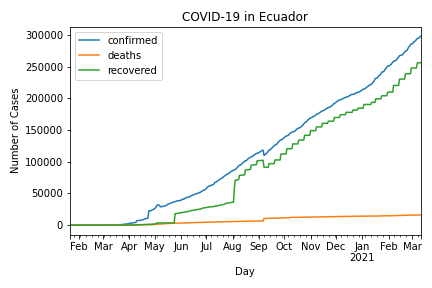 COVID-19 in Ecuador
confirmed
deaths
recovered
Number of Cases
300000
250000
200000
150000
100000
50000
0
Feb Mar Apr May Jun Jul Aug Sep Oct Nov Dec Jan Feb Mar
2021
Day